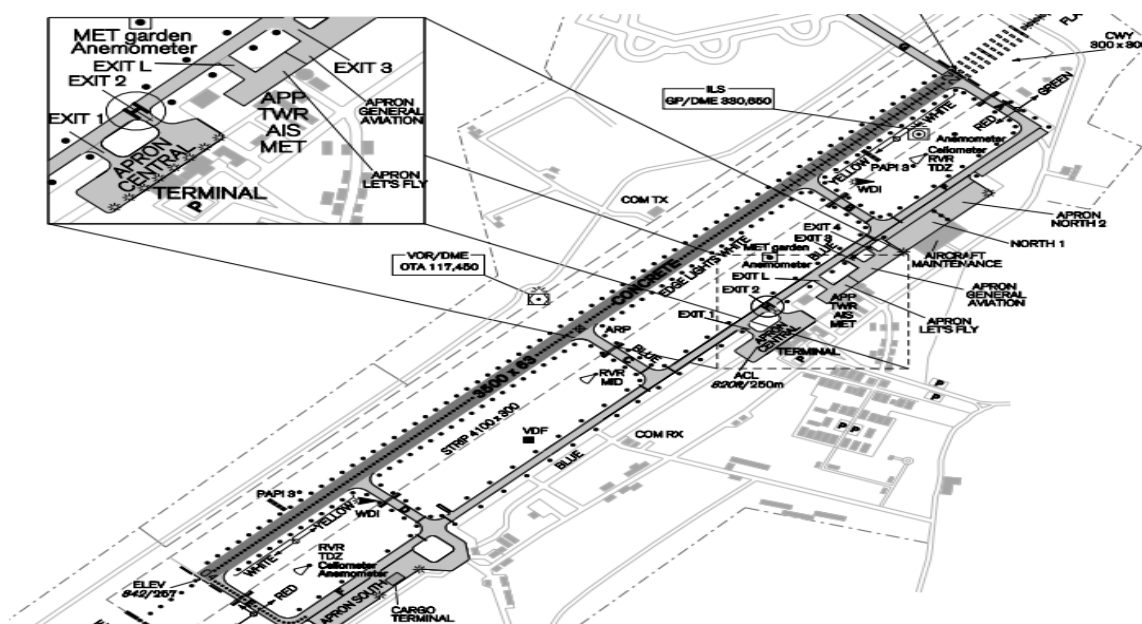 MET garden
Anemometer
EXIT L
EXIT 2
EXIT 3
EXIT 1
APP
TWR
AIS
MET
APRON
GENERAL
AVIATION
APRON
CENTRAL
APRON
LET'S FLY
TERMINAL
P
CWY
ILS
GP/DME 330,650
GREEN
WHITE
RED
Anemometer
Ceilometer
RVR
TDZ
YELLOW
PAPI 3°
WDI
COM TX
APRON
NORTH 2
EXIT 4
EXIT 3
BLUE
NORTH 1
MET garden
Anemometer
AIRCRAFT
MAINTENANCE
VOR/DME
OTA 117,450
CONCRETE
EDGE LIGHTS WHITE
EXIT L
EXIT 2
APRON
GENERAL
AVIATION
APP
TWR
AIS
MET
EXIT 1
APRON
LET'S FLY
ARP
BLUE
APRON
CENTRAL
TERMINAL
P
ACL
820R/250m
RVR
MID
P
P
3500 x 63
STRIP 4100 x 300
VDF
COM RX
P P
BLUE
PAPI 3°
YELLOW
WDI
WHITE
RVR
TDZ
Ceilometer
Anemometer
ELEV
842/257
RED
F
APRON SOUTH
CARGO
TERMINAL